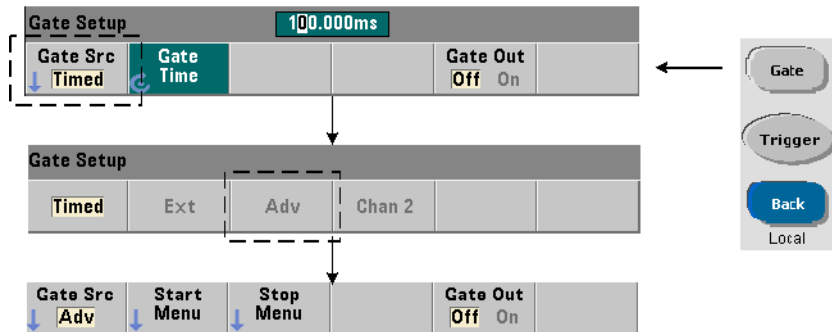 Gate Setup 100.000ms
Gate Src Gate Time Gate Out
Timed Off On
Gate
Trigger
Back
Local
Gate Setup
Timed Ext Adv Chan 2
Gate Src Start Menu Stop Menu Gate Out
Adv Off On